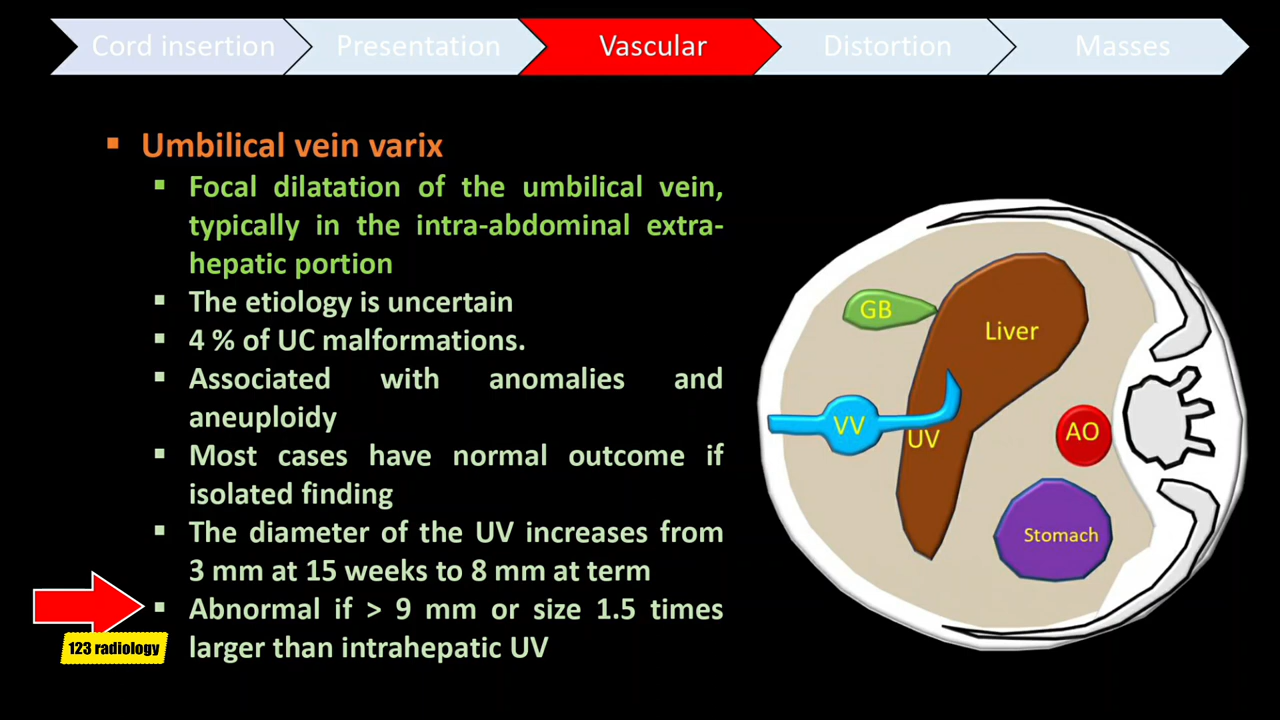 Cord insertion
Presentation
Vascular
Distortion
Masses
Umbilical vein varix
Focal dilatation of the umbilical vein,
typically in the intra-abdominal extra-
hepatic portion
The etiology is uncertain
4 % of UC malformations.
Associated with anomalies and
aneuploidy
Most cases have normal outcome if
isolated finding
The diameter of the UV increases from
3 mm at 15 weeks to 8 mm at term
Abnormal if > 9 mm or size 1.5 times
larger than intrahepatic UV
123 radiology
GB
Liver
VV
UV
AO
Stomach